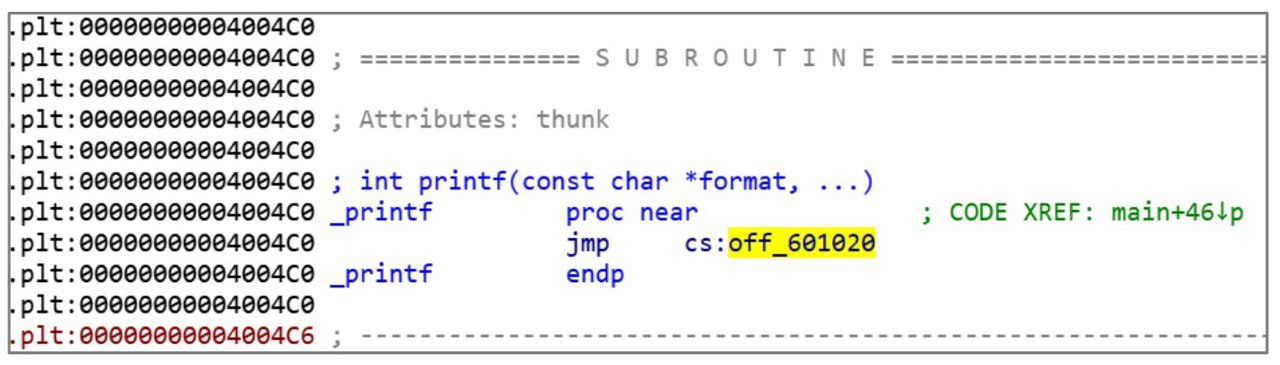 .plt:00000000004004C0
.plt:00000000004004C0 ; =============== S U B R O U T I N E ==========================
.plt:00000000004004C0
.plt:00000000004004C0 ; Attributes: thunk
.plt:00000000004004C0
.plt:00000000004004C0 ; int printf(const char *format, ...)
.plt:00000000004004C0 _printf         proc near               ; CODE XREF: main+46↓p
.plt:00000000004004C0                 jmp     cs:off_601020
.plt:00000000004004C0 _printf         endp
.plt:00000000004004C0
.plt:00000000004004C6 ; --------------------------------------------------------------